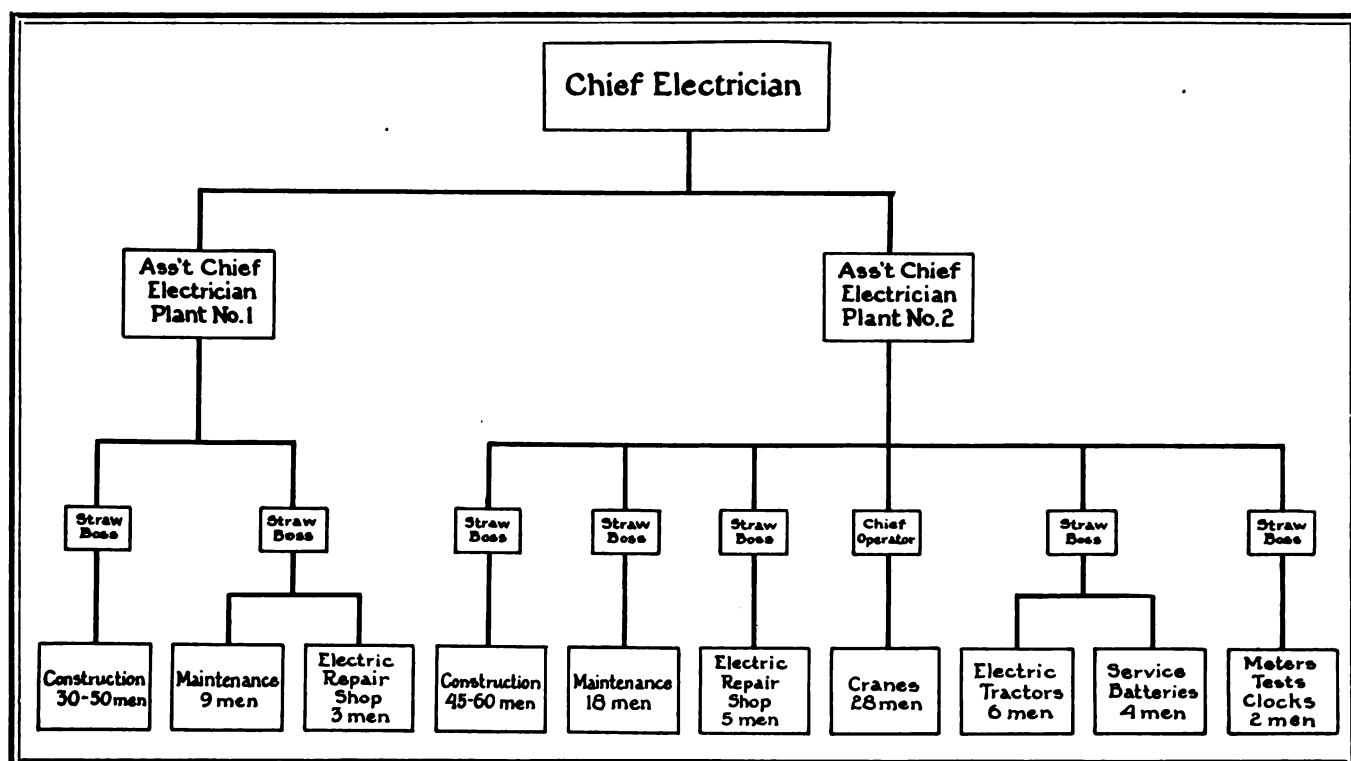 Chief Electrician
Ass't Chief
Electrician
Plant No.1
Ass't Chief
Electrician
Plant No.2
Straw
Boss
Straw
Boss
Straw
Boss
Straw
Boss
Straw
Boss
Chief
Operator
Straw
Boss
Straw
Boss
Construction
30-50 men
Maintenance
9 men
Electric
Repair
Shop
3 men
Construction
45-60 men
Maintenance
18 men
Electric
Repair
Shop
5 men
Cranes
28 men
Electric
Tractors
6 men
Service
Batteries
4 men
Meters
Tests
Clocks
2 men